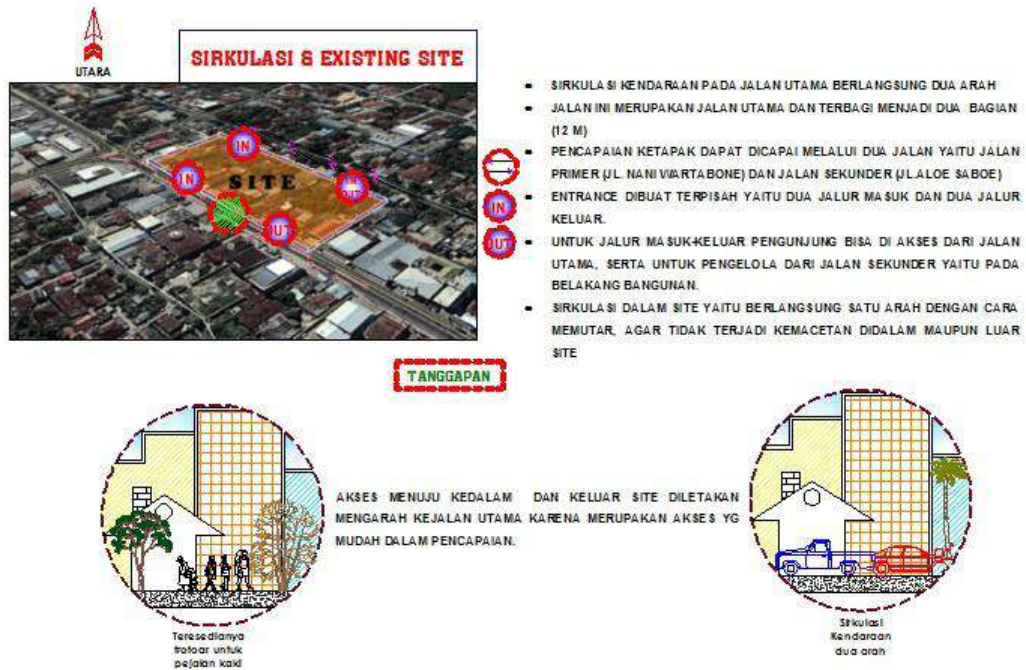 UTARA
SIRKULASI & EXISTING SITE
IN
IN
SITE
IN
OUT
OUT
SIRKULASI KENDARAAN PADA JALAN UTAMA BERLANGSUNG DUA ARAH
JALAN INI MERUPAKAN JALAN UTAMA DAN TERBAGI MENJADI DUA BAGIAN
(12 M)
PENCAPAIAN KETAPAK DAPAT DICAPAI MELALUI DUA JALAN YAITU JALAN
PRIMER (JL. NANI WARTABONE) DAN JALAN SEKUNDER (JL.ALOE SABOE)
IN
ENTRANCE DIBUAT TERPISAH YAITU DUA JALUR MASUK DAN DUA JALUR
KELUAR.
OUT
UNTUK JALUR MASUK-KELUAR PENGUNJUNG BISA DI AKSES DARI JALAN
UTAMA, SERTA UNTUK PENGELOLA DARI JALAN SEKUNDER YAITU PADA
BELAKANG BANGUNAN.
SIRKULASI DALAM SITE YAITU BERLANGSUNG SATU ARAH DENGAN CARA
MEMUTAR, AGAR TIDAK TERJADI KEMACETAN DIDALAM MAUPUN LUAR
SITE
TANGGAPAN
AKSES MENUJU KEDALAM DAN KELUAR SITE DILETAKAN
MENGARAH KEJALAN UTAMA KARENA MERUPAKAN AKSES YG
MUDAH DALAM PENCAPAIAN.
Teresedianya
trotoar untuk
pejalan kaki
Sirkulasi
Kendaraan
dua arah